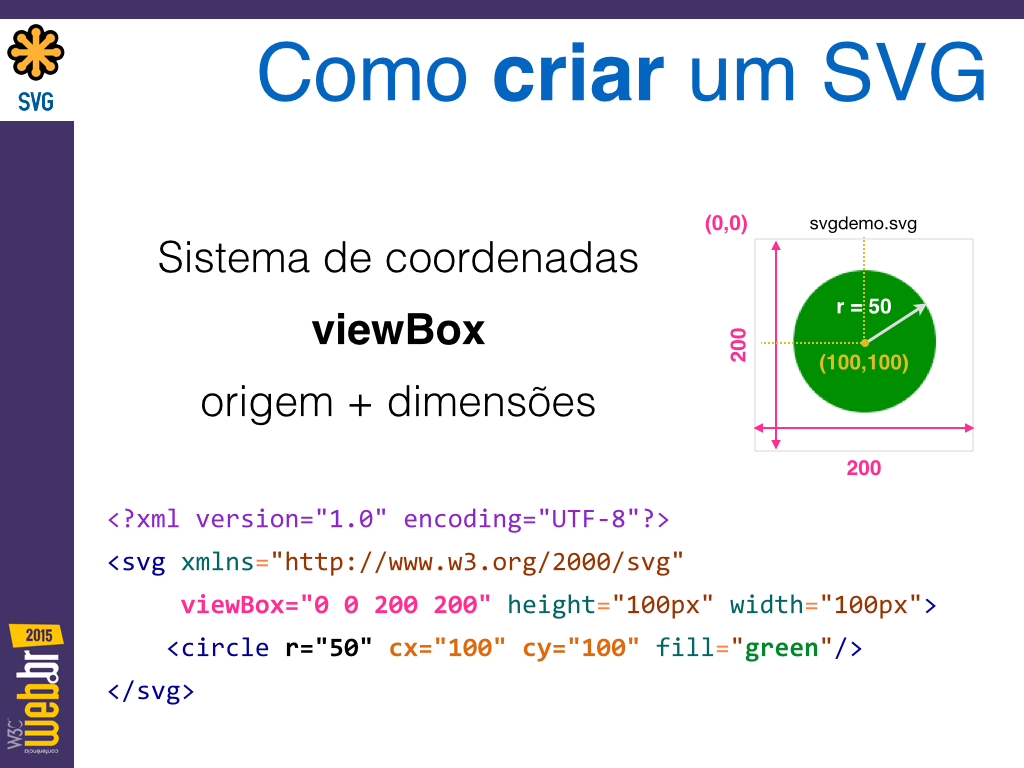 SVG
Como criar um SVG
Sistema de coordenadas
viewBox
origem + dimensões
(0,0)
svgdemo.svg
r = 50
(100,100)
200
200
<?xml version="1.0" encoding="UTF-8"?>
<svg xmlns="http://www.w3.org/2000/svg"
viewBox="0 0 200 200" height="100px" width="100px">
<circle r="50" cx="100" cy="100" fill="green"/>
</svg>
2015
conferência
W3C
web.br